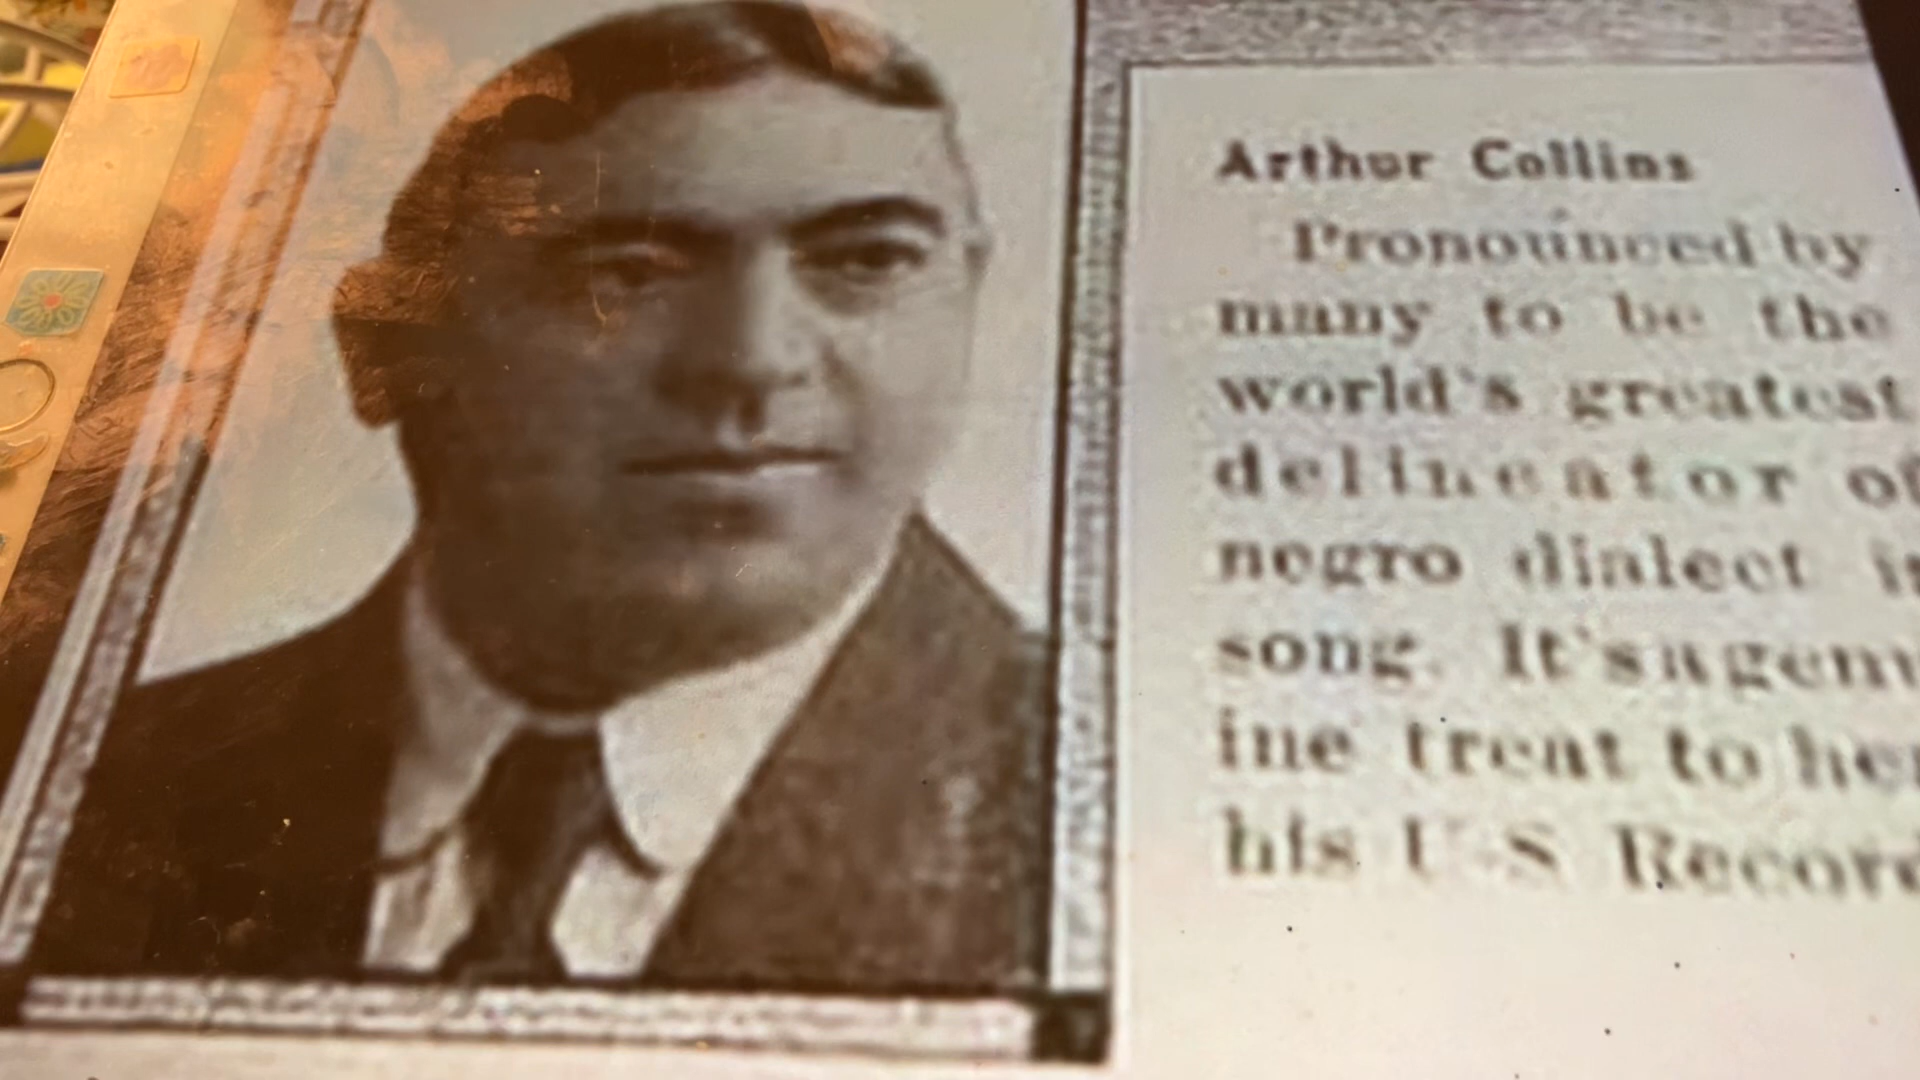 Arthur Collins
Pronounced by
many to be the
world's greatest
delineator of
negro dialect in
song. It's a genu
ine treat to hea
his U-S Record